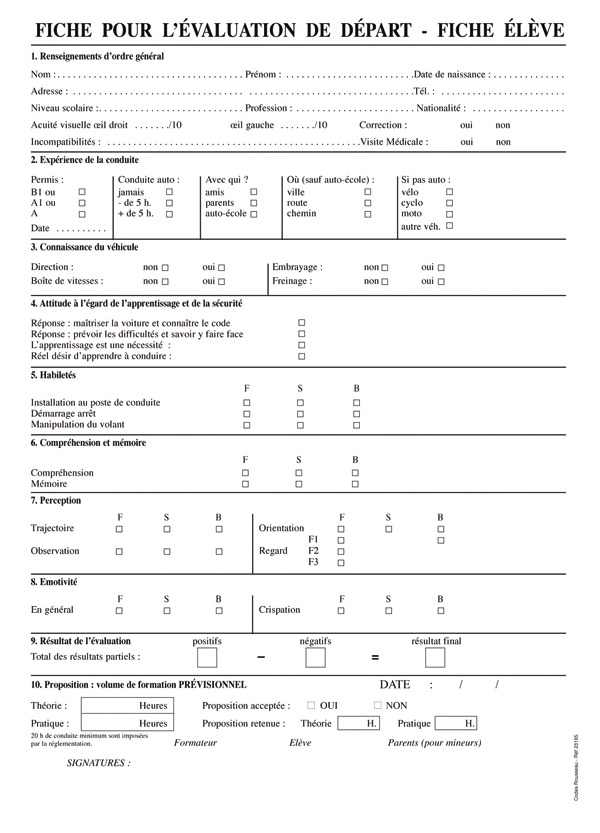 FICHE POUR L'ÉVALUATION DE DÉPART - FICHE ÉLÈVE
1. Renseignements d'ordre général
Nom : Prénom : Date de naissance :
Adresse : Tél. :
Niveau scolaire : Profession : Nationalité :
Acuité visuelle œil droit ......./10 œil gauche ......./10 Correction : oui non
Incompatibilités : Visite Médicale : oui non
2. Expérience de la conduite
Permis : Conduite auto : Avec qui ? Où (sauf auto-école) : Si pas auto :
B1 ou jamais amis ville vélo
A1 ou - de 5 h. parents route cyclo
A + de 5 h. auto-école chemin moto
Date .......... autre véh.
3. Connaissance du véhicule
Direction : non oui Embrayage : non oui
Boîte de vitesses : non oui Freinage : non oui
4. Attitude à l'égard de l'apprentissage et de la sécurité
Réponse : maîtriser la voiture et connaître le code
Réponse : prévoir les difficultés et savoir y faire face
L'apprentissage est une nécessité :
Réel désir d'apprendre à conduire :
5. Habiletés
F S B
Installation au poste de conduite
Démarrage arrêt
Manipulation du volant
6. Compréhension et mémoire
F S B
Compréhension
Mémoire
7. Perception
F S B F S B
Trajectoire Orientation
F1
Observation Regard F2
F3
8. Emotivité
F S B F S B
En général Crispation
9. Résultat de l'évaluation positifs négatifs résultat final
Total des résultats partiels : – =
10. Proposition : volume de formation PRÉVISIONNEL DATE : / /
Théorie : Heures Proposition acceptée : OUI NON
Pratique : Heures Proposition retenue : Théorie H. Pratique H.
20 h de conduite minimum sont imposées
par la réglementation. Formateur Elève Parents (pour mineurs)
SIGNATURES :
Codes Rousseau - Réf 23165